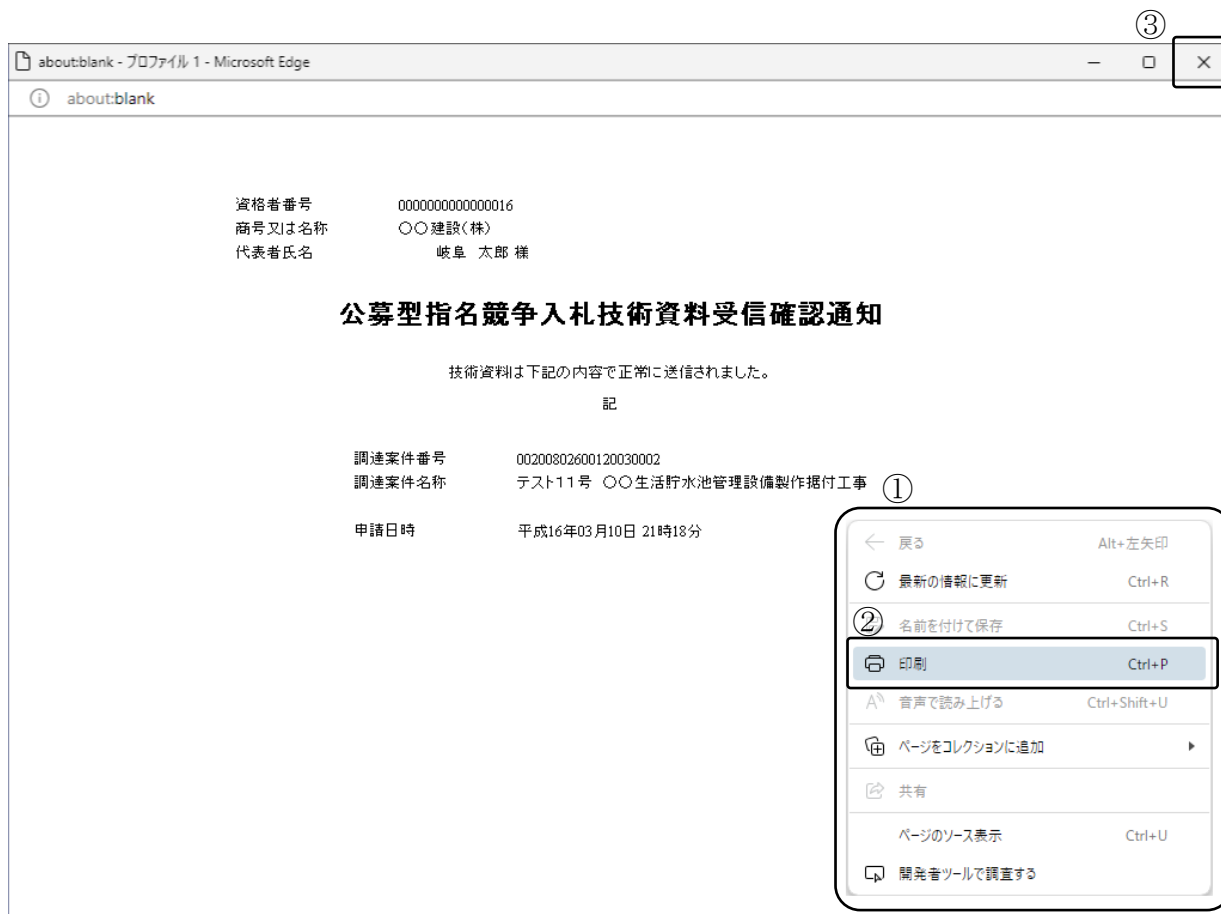 ③
about:blank - プロファイル 1 - Microsoft Edge
about:blank
資格者番号 0000000000000016
商号又は名称 〇〇建設(株)
代表者氏名 岐阜 太郎 様
公募型指名競争入札技術資料受信確認通知
技術資料は下記の内容で正常に送信されました。
記
調達案件番号 00200802600120030002
調達案件名称 テスト11号 〇〇生活貯水池管理設備製作据付工事
申請日時 平成16年03月10日 21時18分
①
戻る Alt+左矢印
最新の情報に更新 Ctrl+R
②
名前を付けて保存 Ctrl+S
印刷 Ctrl+P
音声で読み上げる Ctrl+Shift+U
ページをコレクションに追加
共有
ページのソース表示 Ctrl+U
開発者ツールで調査する